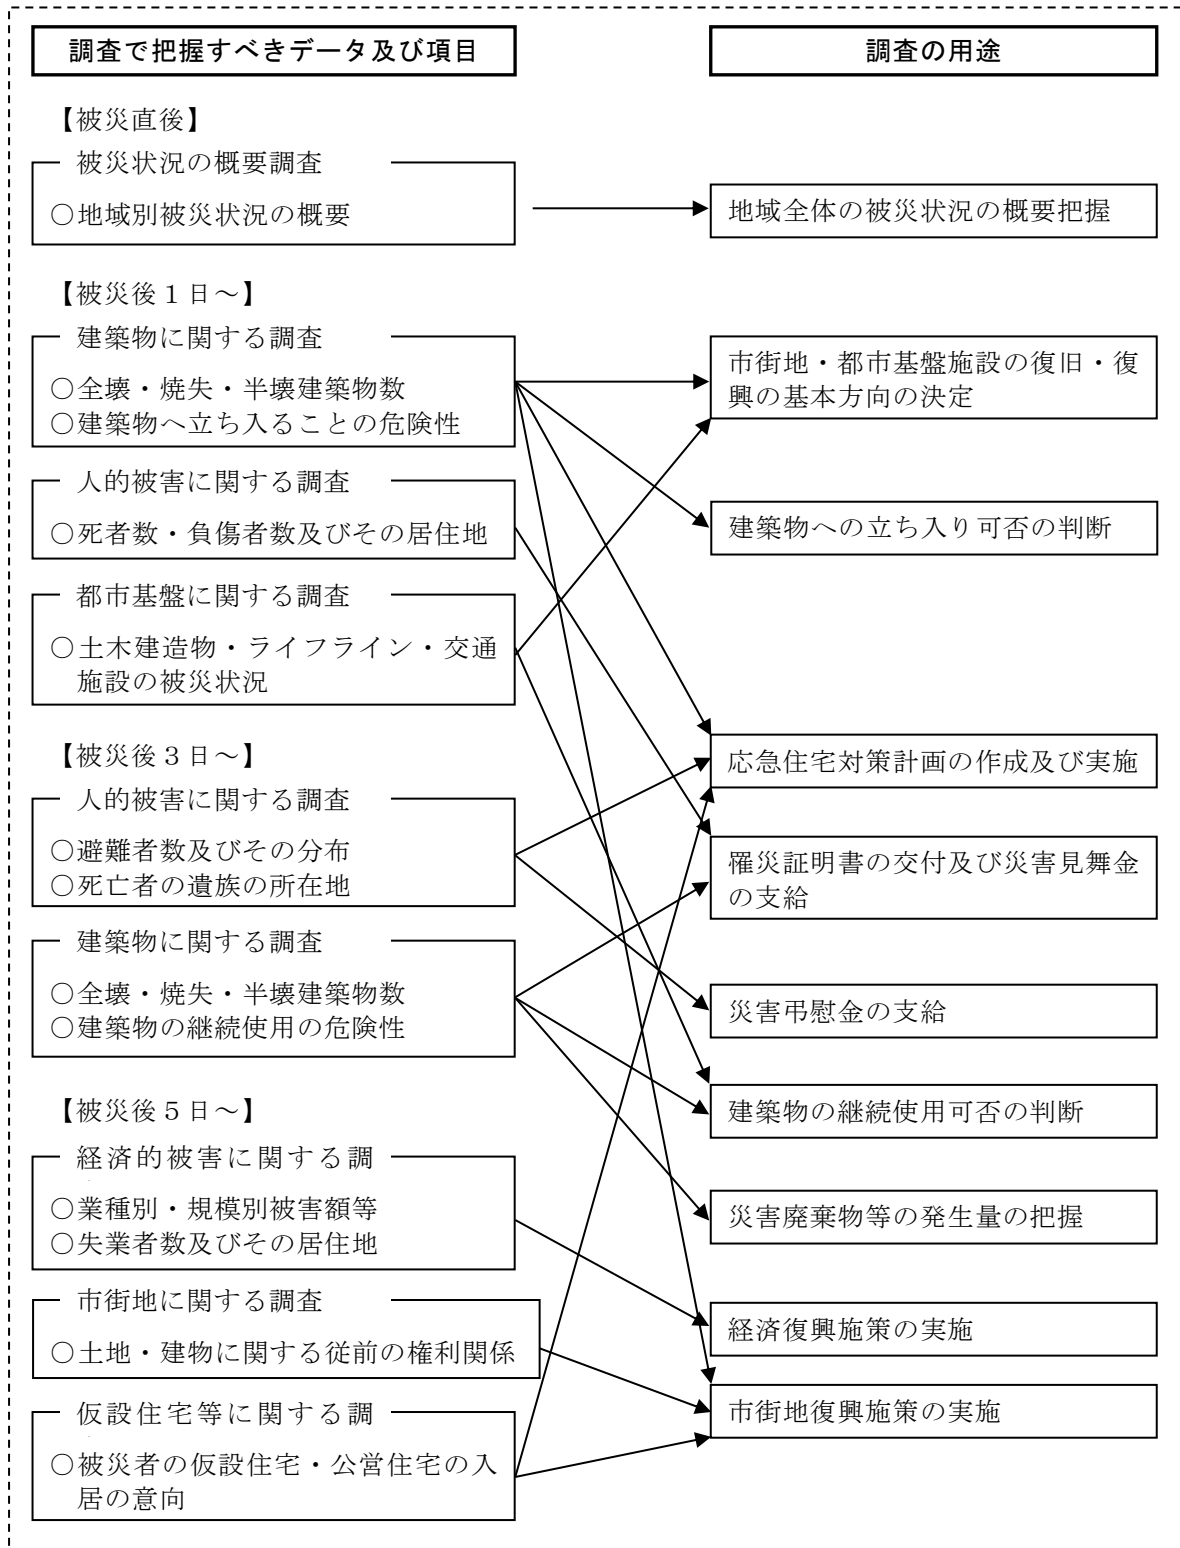 調査で把握すべきデータ及び項目
調査の用途
【被災直後】
被災状況の概要調査
○地域別被災状況の概要
地域全体の被災状況の概要把握
【被災後１日～】
建築物に関する調査
○全壊・焼失・半壊建築物数
○建築物へ立ち入ることの危険性
市街地・都市基盤施設の復旧・復
興の基本方向の決定
人的被害に関する調査
○死者数・負傷者数及びその居住地
建築物への立ち入り可否の判断
都市基盤に関する調査
○土木建造物・ライフライン・交通
施設の被災状況
【被災後３日～】
応急住宅対策計画の作成及び実施
人的被害に関する調査
○避難者数及びその分布
○死亡者の遺族の所在地
罹災証明書の交付及び災害見舞金
の支給
建築物に関する調査
○全壊・焼失・半壊建築物数
○建築物の継続使用の危険性
災害弔慰金の支給
【被災後５日～】
建築物の継続使用可否の判断
経済的被害に関する調
○業種別・規模別被害額等
○失業者数及びその居住地
災害廃棄物等の発生量の把握
市街地に関する調査
○土地・建物に関する従前の権利関係
経済復興施策の実施
仮設住宅等に関する調
○被災者の仮設住宅・公営住宅の入
居の意向
市街地復興施策の実施